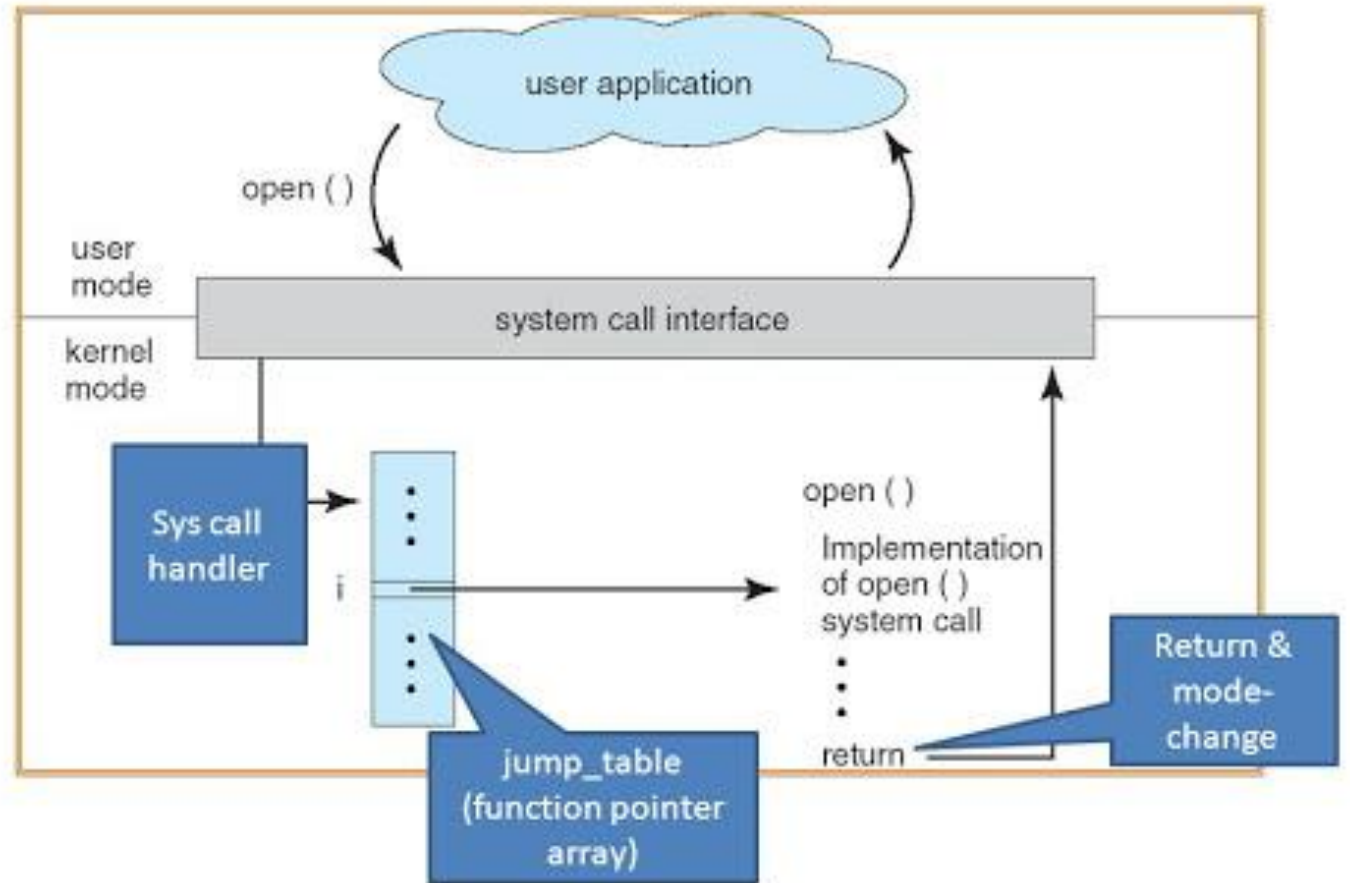 user application
open ( )
user
mode
system call interface
kernel
mode
Sys call
handler
i
open ( )
Implementation
of open ( )
system call
return
Return &
mode-
change
jump_table
(function pointer
array)